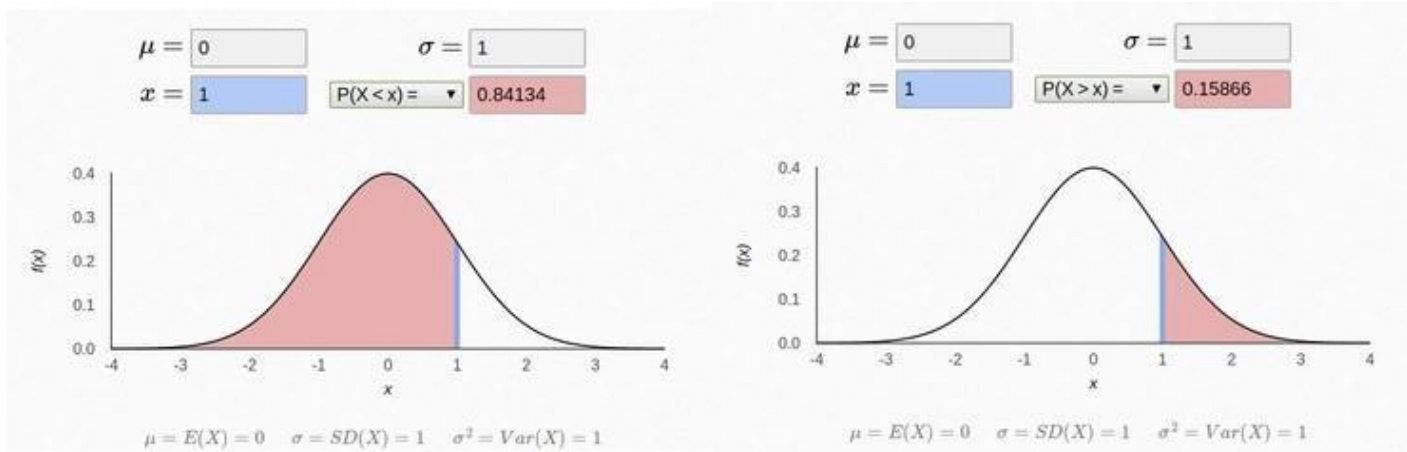 μ = 0 σ = 1
x = 1 P(X < x) = ▼ 0.84134
0.4
0.3
0.2
0.1
0.0
f(x)
-4 -3 -2 -1 0 1 2 3 4
x
μ = E(X) = 0 σ = SD(X) = 1 σ² = Var(X) = 1
μ = 0 σ = 1
x = 1 P(X > x) = ▼ 0.15866
0.4
0.3
0.2
0.1
0.0
f(x)
-4 -3 -2 -1 0 1 2 3 4
x
μ = E(X) = 0 σ = SD(X) = 1 σ² = Var(X) = 1